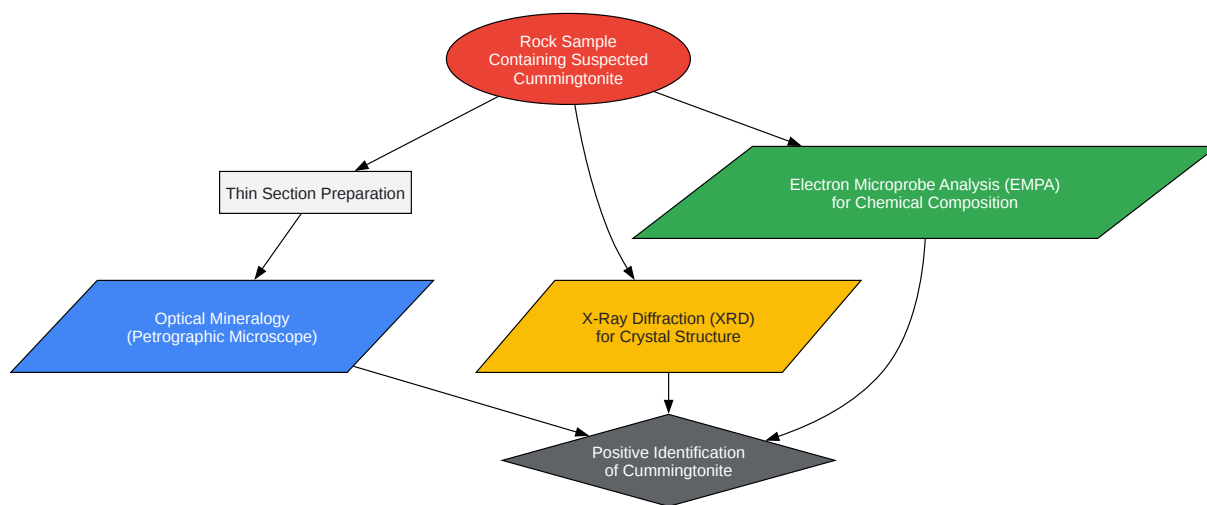 Rock Sample
Containing Suspected
Cummingtonite
Thin Section Preparation
Electron Microprobe Analysis (EMPA)
for Chemical Composition
Optical Mineralogy
(Petrographic Microscope)
X-Ray Diffraction (XRD)
for Crystal Structure
Positive Identification
of Cummingtonite